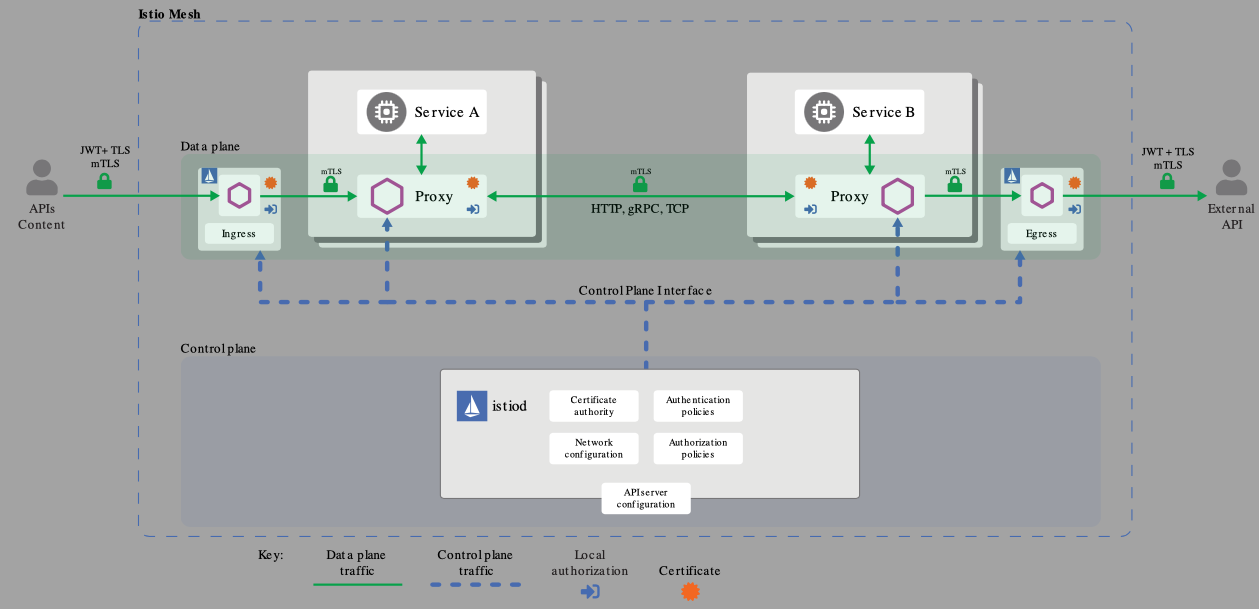 Istio Mesh
Service A
Service B
Data plane
JWT+ TLS
mTLS
JWT + TLS
mTLS
mTLS
mTLS
mTLS
Proxy
Proxy
HTTP, gRPC, TCP
APIs
Content
External
API
Ingress
Egress
Control Plane Interface
Control plane
istiod
Certificate
authority
Authentication
policies
Network
configuration
Authorization
policies
API server
configuration
Key:
Data plane
traffic
Control plane
traffic
Local
authorization
Certificate